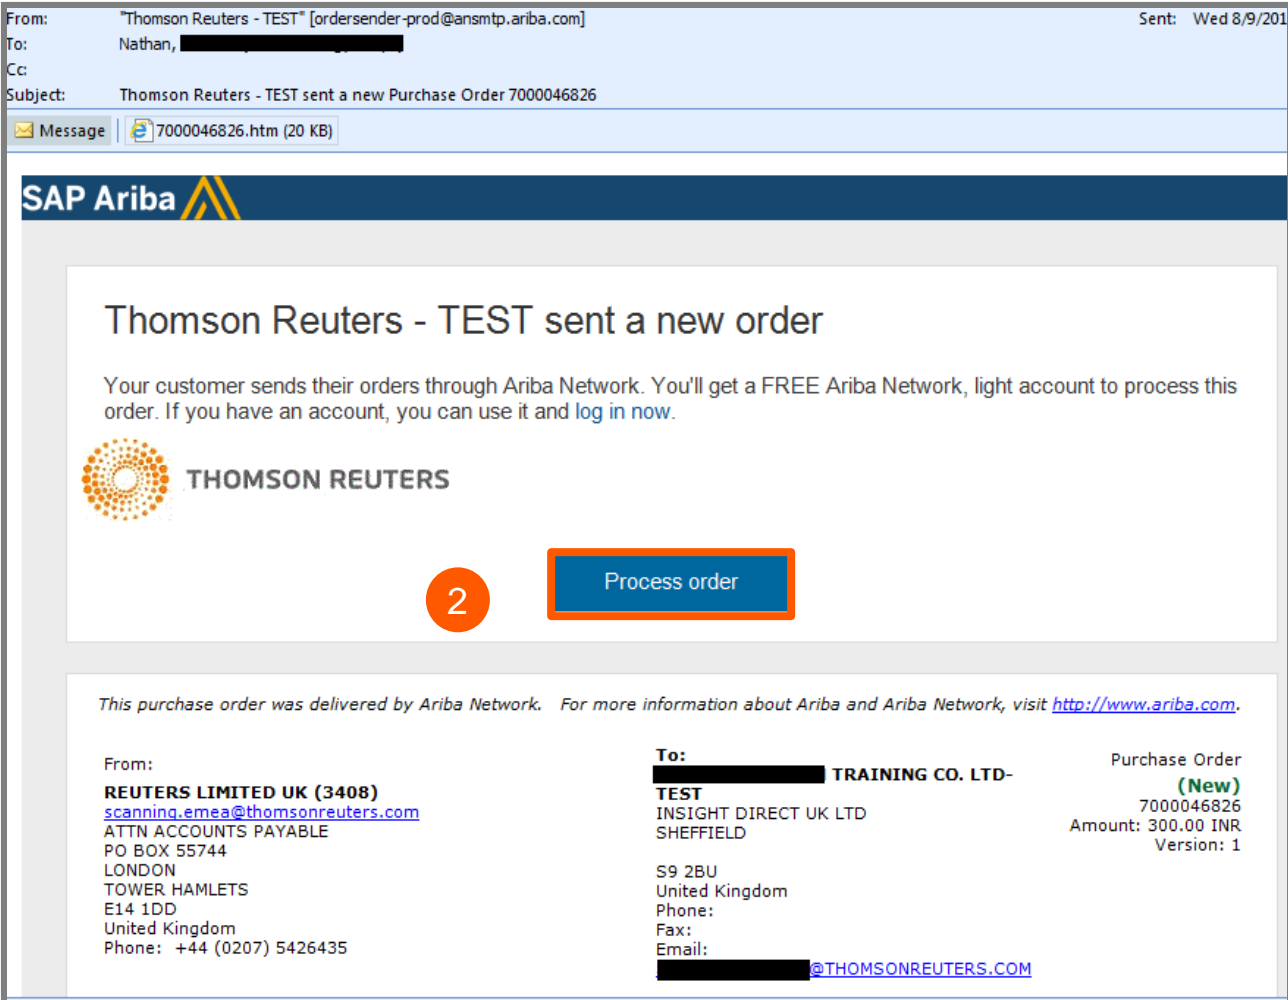 From: "Thomson Reuters - TEST" [ordersender-prod@ansmtp.ariba.com] Sent: Wed 8/9/201
To: Nathan,
Cc:
Subject: Thomson Reuters - TEST sent a new Purchase Order 7000046826
Message 7000046826.htm (20 KB)
SAP Ariba
Thomson Reuters - TEST sent a new order
Your customer sends their orders through Ariba Network. You'll get a FREE Ariba Network, light account to process this
order. If you have an account, you can use it and log in now.
THOMSON REUTERS
Process order
2
This purchase order was delivered by Ariba Network. For more information about Ariba and Ariba Network, visit http://www.ariba.com.
From:
REUTERS LIMITED UK (3408)
scanning.emea@thomsonreuters.com
ATTN ACCOUNTS PAYABLE
PO BOX 55744
LONDON
TOWER HAMLETS
E14 1DD
United Kingdom
Phone: +44 (0207) 5426435
To:
TRAINING CO. LTD-
TEST
INSIGHT DIRECT UK LTD
SHEFFIELD
S9 2BU
United Kingdom
Phone:
Fax:
Email:
@THOMSONREUTERS.COM
Purchase Order
(New)
7000046826
Amount: 300.00 INR
Version: 1